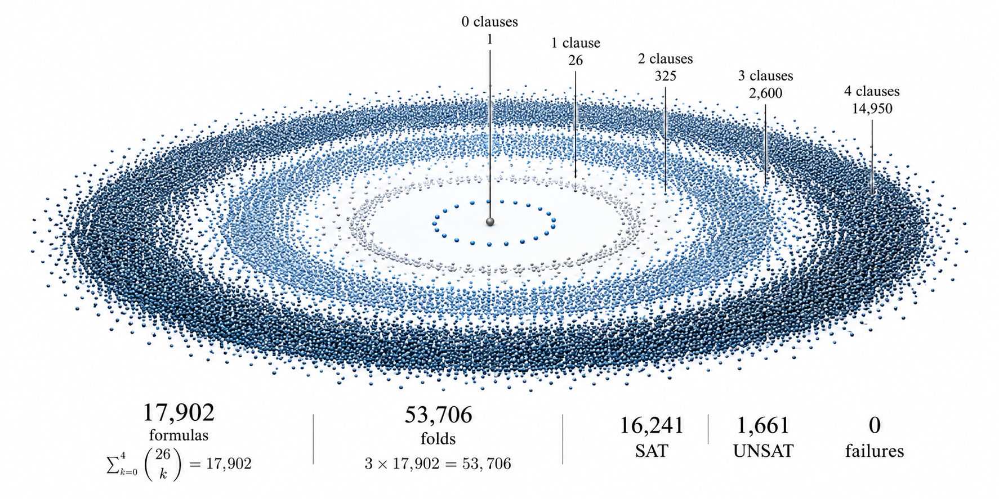 0 clauses
1
1 clause
26
2 clauses
325
3 clauses
2,600
4 clauses
14,950
17,902
formulas
∑_{k=0}^{4} \binom{26}{k} = 17,902
53,706
folds
3 × 17,902 = 53,706
16,241
SAT
1,661
UNSAT
0
failures